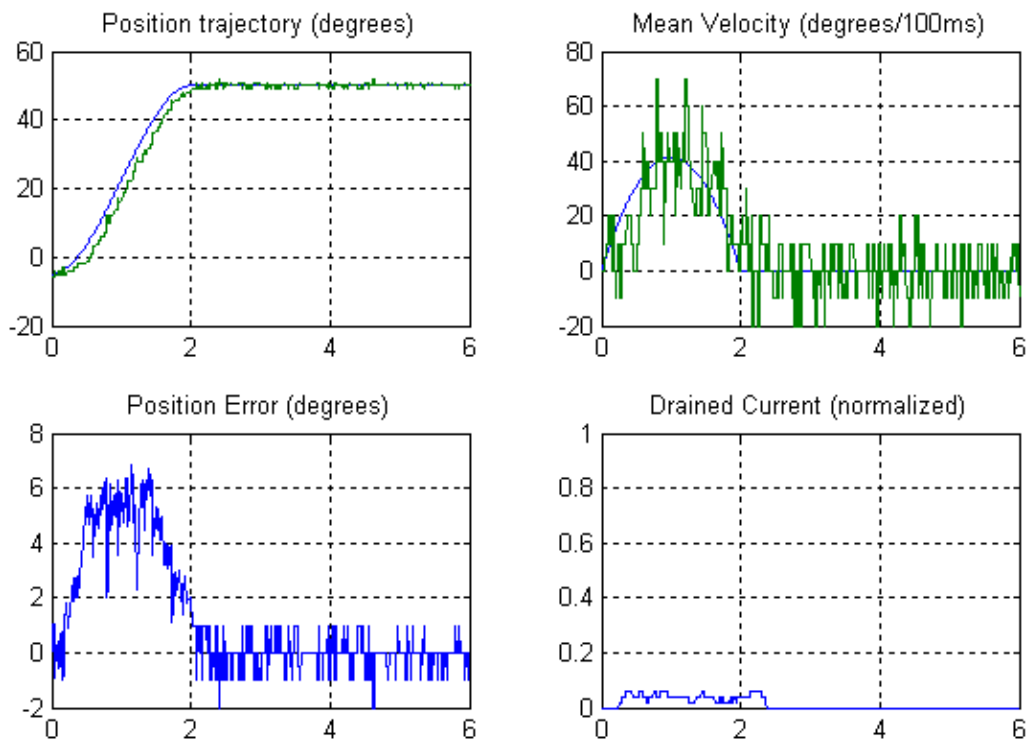 Position trajectory (degrees)
60
40
20
0
-20
0 2 4 6
Mean Velocity (degrees/100ms)
80
60
40
20
0
-20
0 2 4 6
Position Error (degrees)
8
6
4
2
0
-2
0 2 4 6
Drained Current (normalized)
1
0.8
0.6
0.4
0.2
0
0 2 4 6